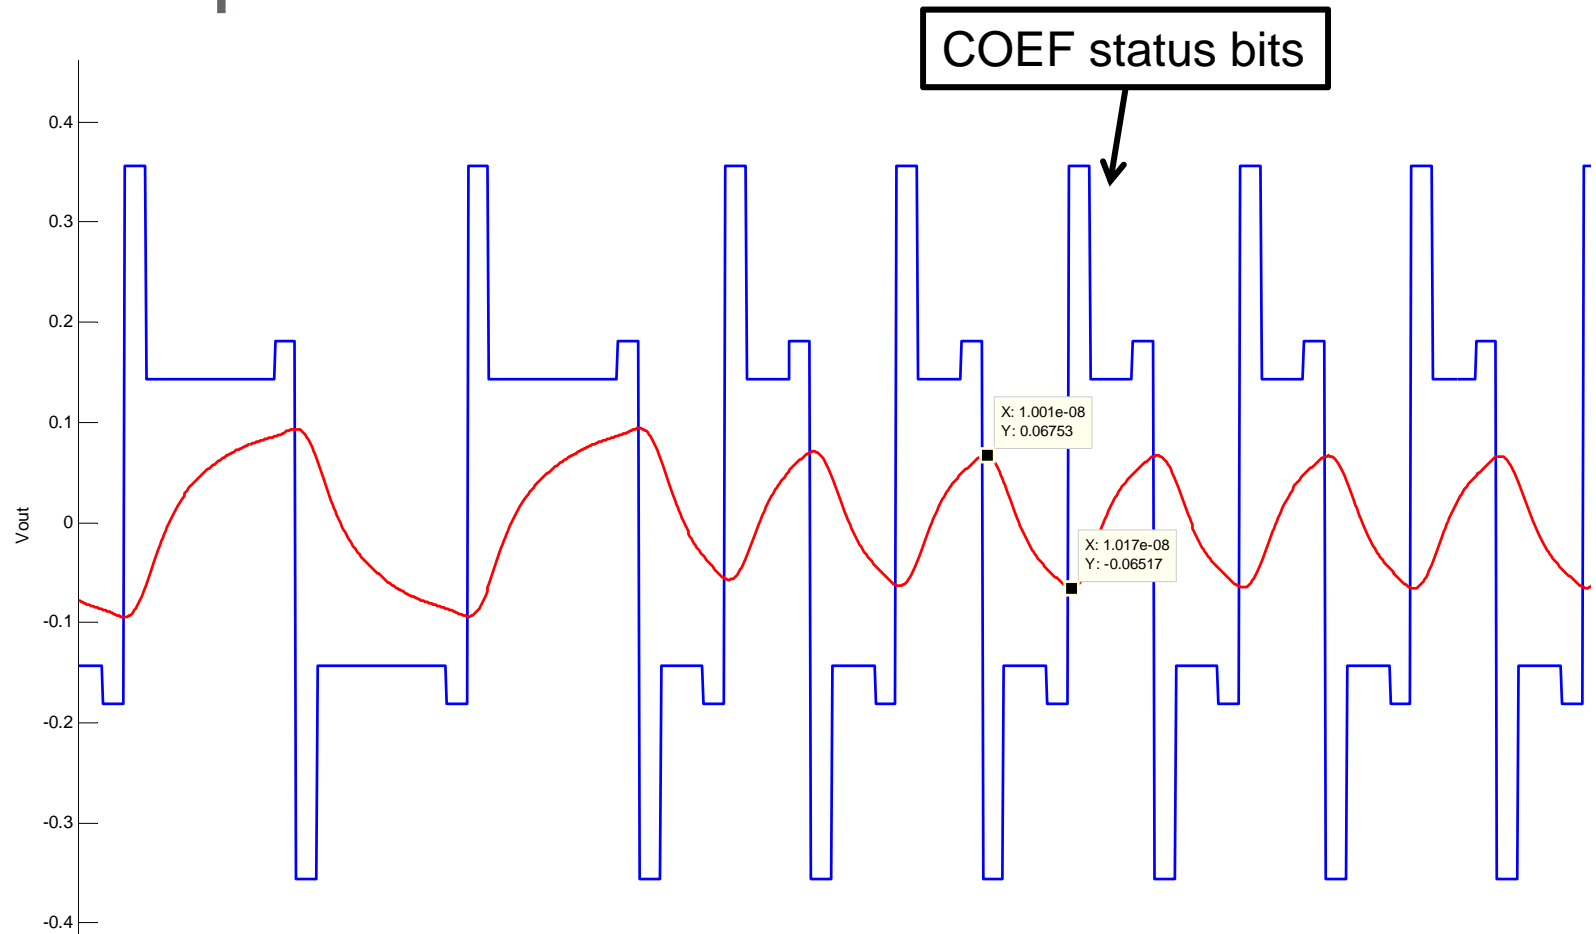 COEF status bits
0.4
0.3
0.2
0.1
0
-0.1
-0.2
-0.3
-0.4
Vout
X: 1.001e-08
Y: 0.06753
X: 1.017e-08
Y: -0.06517